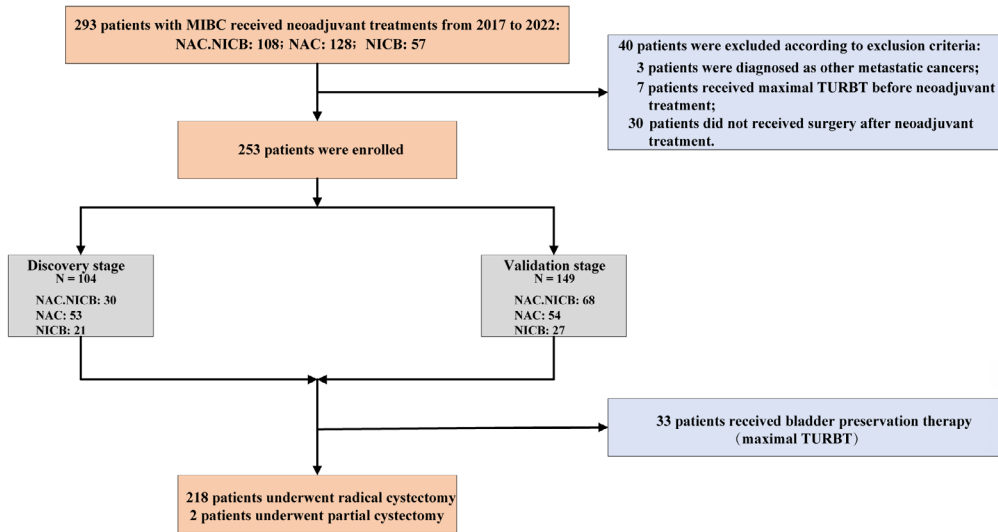 293 patients with MIBC received neoadjuvant treatments from 2017 to 2022:
NAC.NICB: 108; NAC: 128; NICB: 57
40 patients were excluded according to exclusion criteria:
3 patients were diagnosed as other metastatic cancers;
7 patients received maximal TURBT before neoadjuvant
treatment;
30 patients did not received surgery after neoadjuvant
treatment.
253 patients were enrolled
Discovery stage
N = 104
NAC.NICB: 30
NAC: 53
NICB: 21
Validation stage
N = 149
NAC.NICB: 68
NAC: 54
NICB: 27
33 patients received bladder preservation therapy
（maximal TURBT）
218 patients underwent radical cystectomy
2 patients underwent partial cystectomy